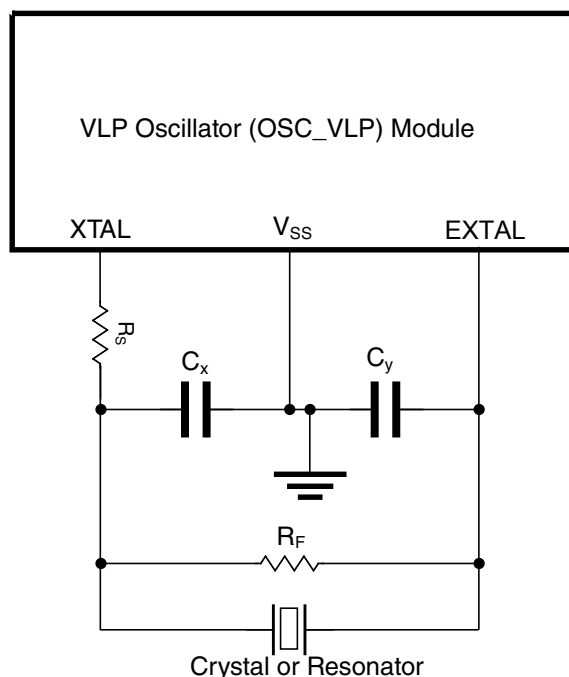 VLP Oscillator (OSC_VLP) Module
XTAL
VSS
EXTAL
RS
Cx
Cy
RF
Crystal or Resonator